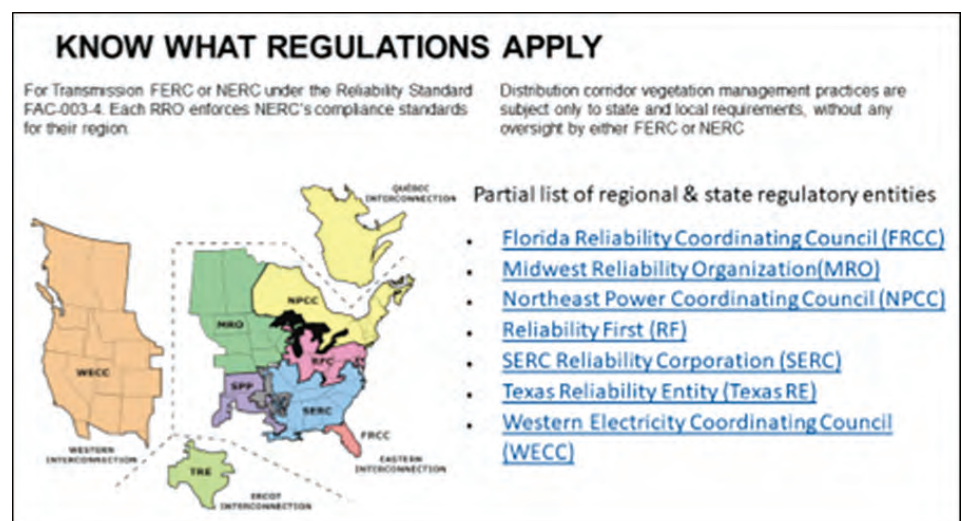 KNOW WHAT REGULATIONS APPLY
For Transmission FERC or NERC under the Reliability Standard
FAC-003-4. Each RRO enforces NERC's compliance standards
for their region.
Distribution corridor vegetation management practices are
subject only to state and local requirements, without any
oversight by either FERC or NERC
QUÉBEC
INTERCONNECTION
NPCC
MRO
RFC
WECC
SPP
SERC
FRCC
WESTERN
INTERCONNECTION
EASTERN
INTERCONNECTION
TRE
ERCOT
INTERCONNECTION
Partial list of regional & state regulatory entities
• Florida Reliability Coordinating Council (FRCC)
• Midwest Reliability Organization(MRO)
• Northeast Power Coordinating Council (NPCC)
• Reliability First (RF)
• SERC Reliability Corporation (SERC)
• Texas Reliability Entity (Texas RE)
• Western Electricity Coordinating Council
(WECC)